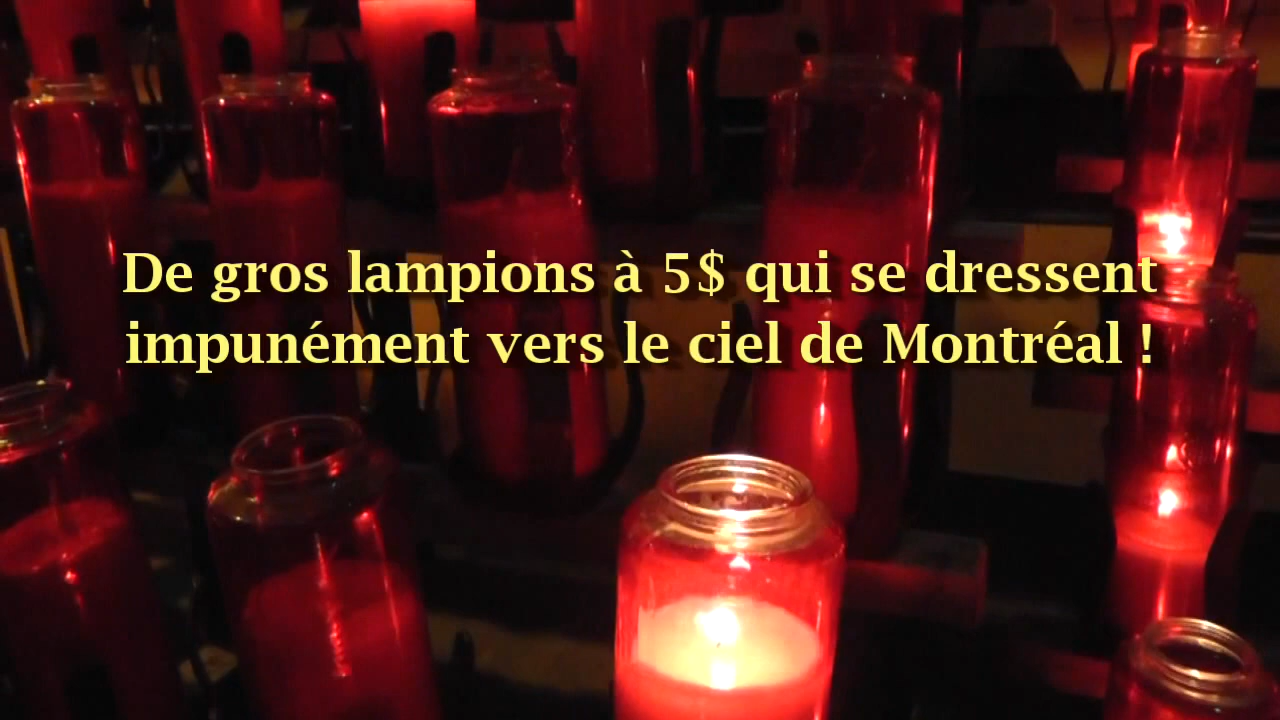 De gros lampions à 5$ qui se dressent
impunément vers le ciel de Montréal !